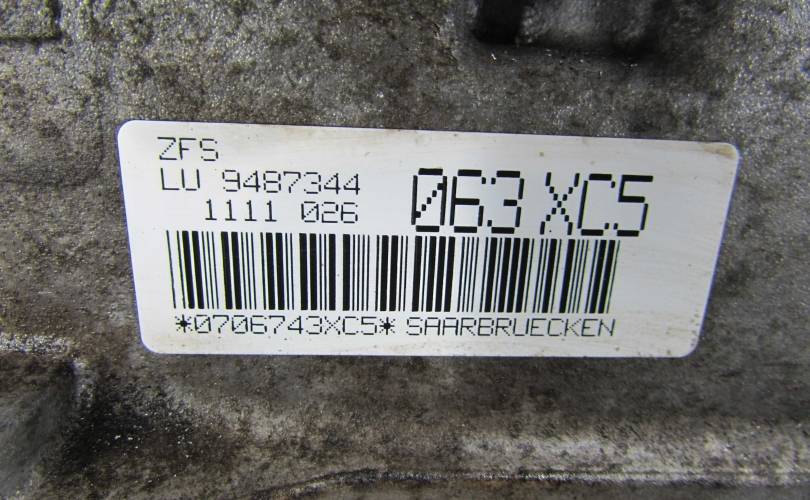 ZFS
LU 9487344
1111 026
063 XC5
*0706743XC5* SAARBRUECKEN